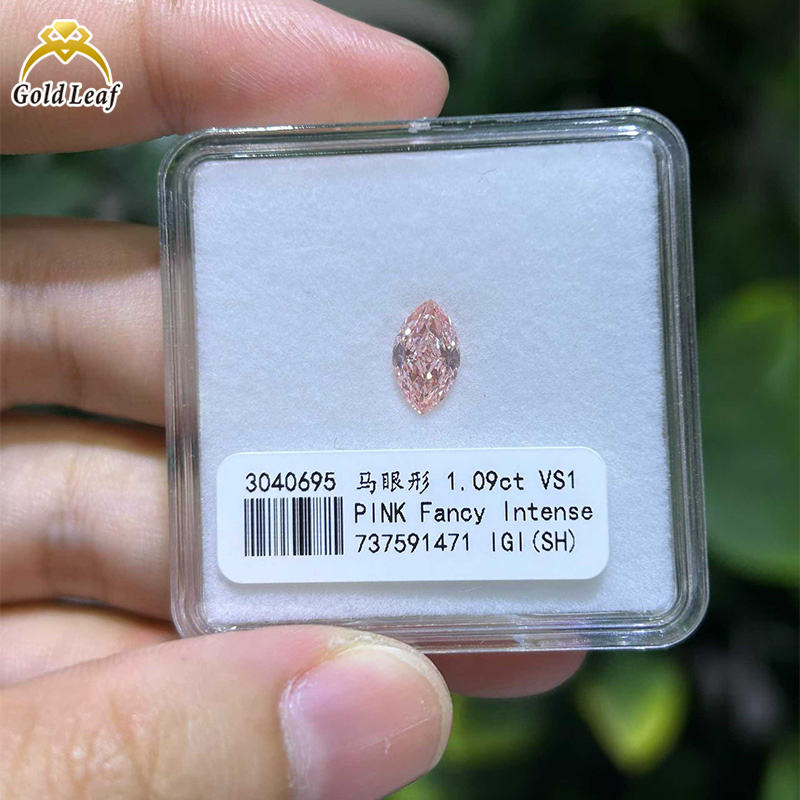 Gold Leaf
3040695 马眼形 1.09ct VS1
PINK Fancy Intense
737591471 IGI(SH)